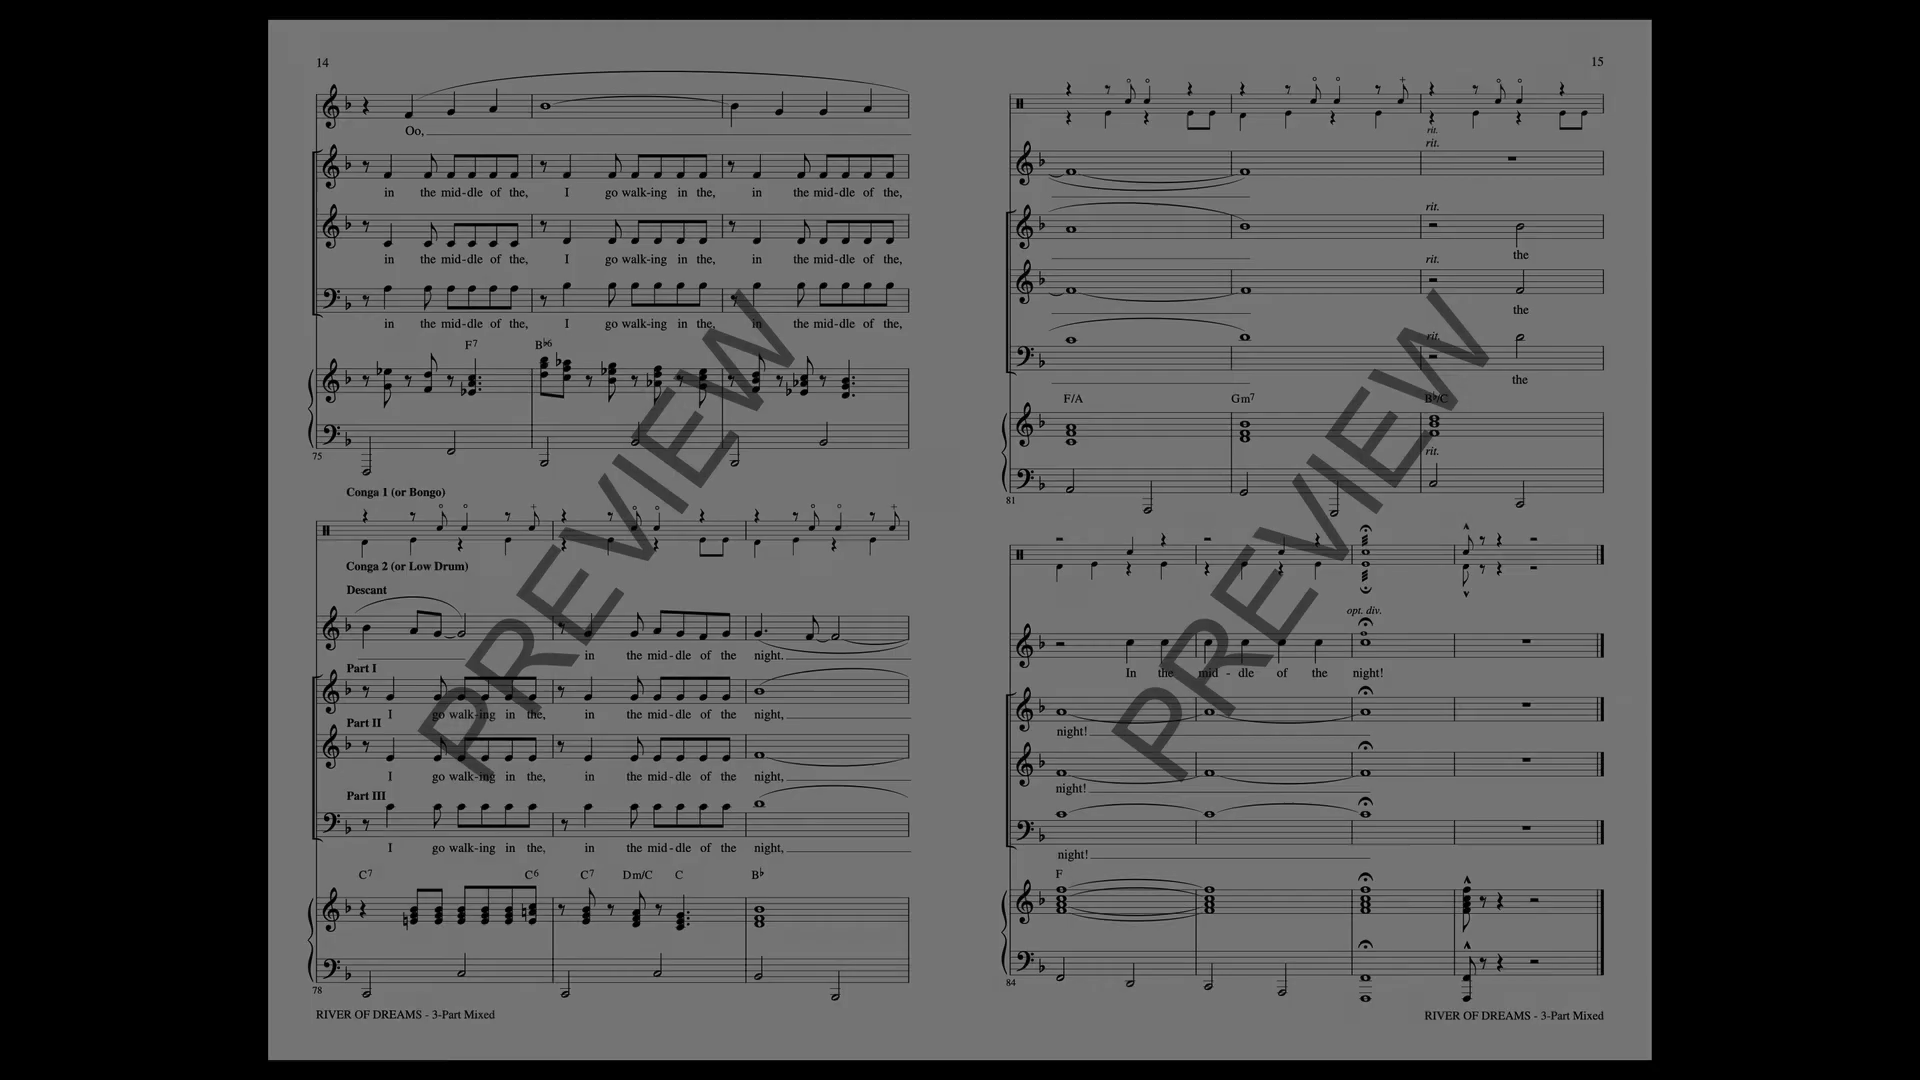 14
Oo,
in the mid-dle of the, I go walk-ing in the, in the mid-dle of the,
in the mid-dle of the, I go walk-ing in the, in the mid-dle of the,
in the mid-dle of the, I go walk-ing in the, in the mid-dle of the,
F7 B♭6
75
Conga 1 (or Bongo)
Conga 2 (or Low Drum)
Descant
in the mid-dle of the night.
Part I
I go walk-ing in the, in the mid-dle of the night,
Part II
I go walk-ing in the, in the mid-dle of the night,
Part III
I go walk-ing in the, in the mid-dle of the night,
C7 C6 C7 Dm/C C B♭
78
RIVER OF DREAMS - 3-Part Mixed
PREVIEW
15
rit.
rit.
rit.
the
rit.
the
rit.
the
F/A Gm7 B♭/C
rit.
81
opt. div.
In the mid - dle of the night!
night!
night!
night!
F
84
RIVER OF DREAMS - 3-Part Mixed
PREVIEW